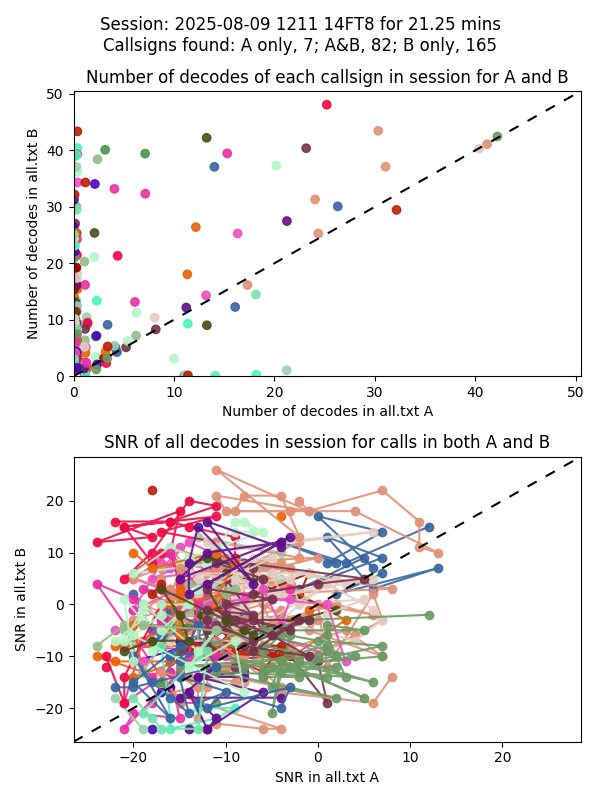 Session: 2025-08-09 1211 14FT8 for 21.25 mins
Callsigns found: A only, 7; A&B, 82; B only, 165
Number of decodes of each callsign in session for A and B
50
40
30
20
10
0
Number of decodes in all.txt B
0 10 20 30 40 50
Number of decodes in all.txt A
SNR of all decodes in session for calls in both A and B
20
10
0
−10
−20
SNR in all.txt B
−20 −10 0 10 20
SNR in all.txt A